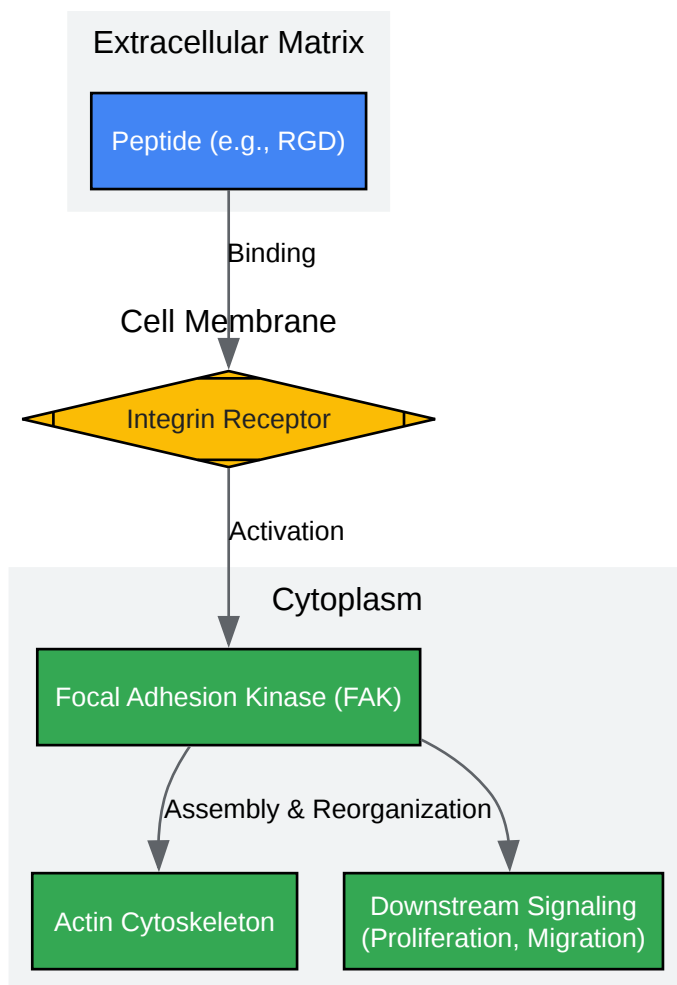 Extracellular Matrix
Peptide (e.g., RGD)
Binding
Cell Membrane
Integrin Receptor
Activation
Cytoplasm
Focal Adhesion Kinase (FAK)
Assembly & Reorganization
Actin Cytoskeleton
Downstream Signaling
(Proliferation, Migration)